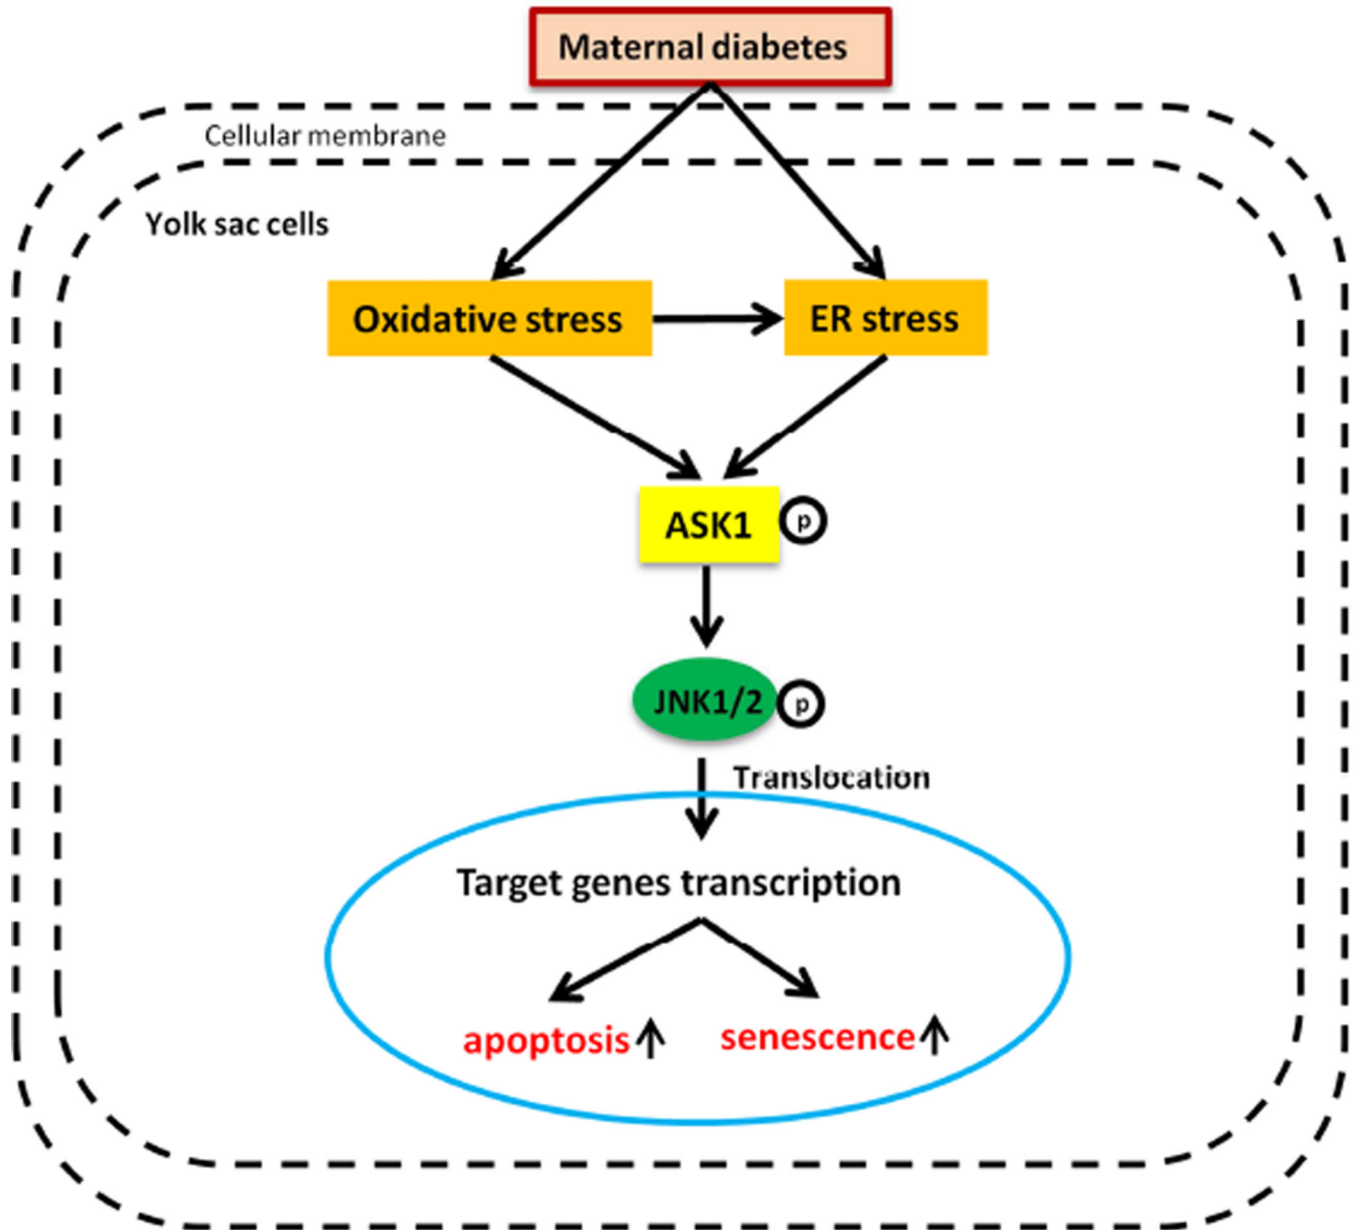 Maternal diabetes
Cellular membrane
Yolk sac cells
Oxidative stress
ER stress
ASK1
p
JNK1/2
p
Translocation
Target genes transcription
apoptosis
senescence